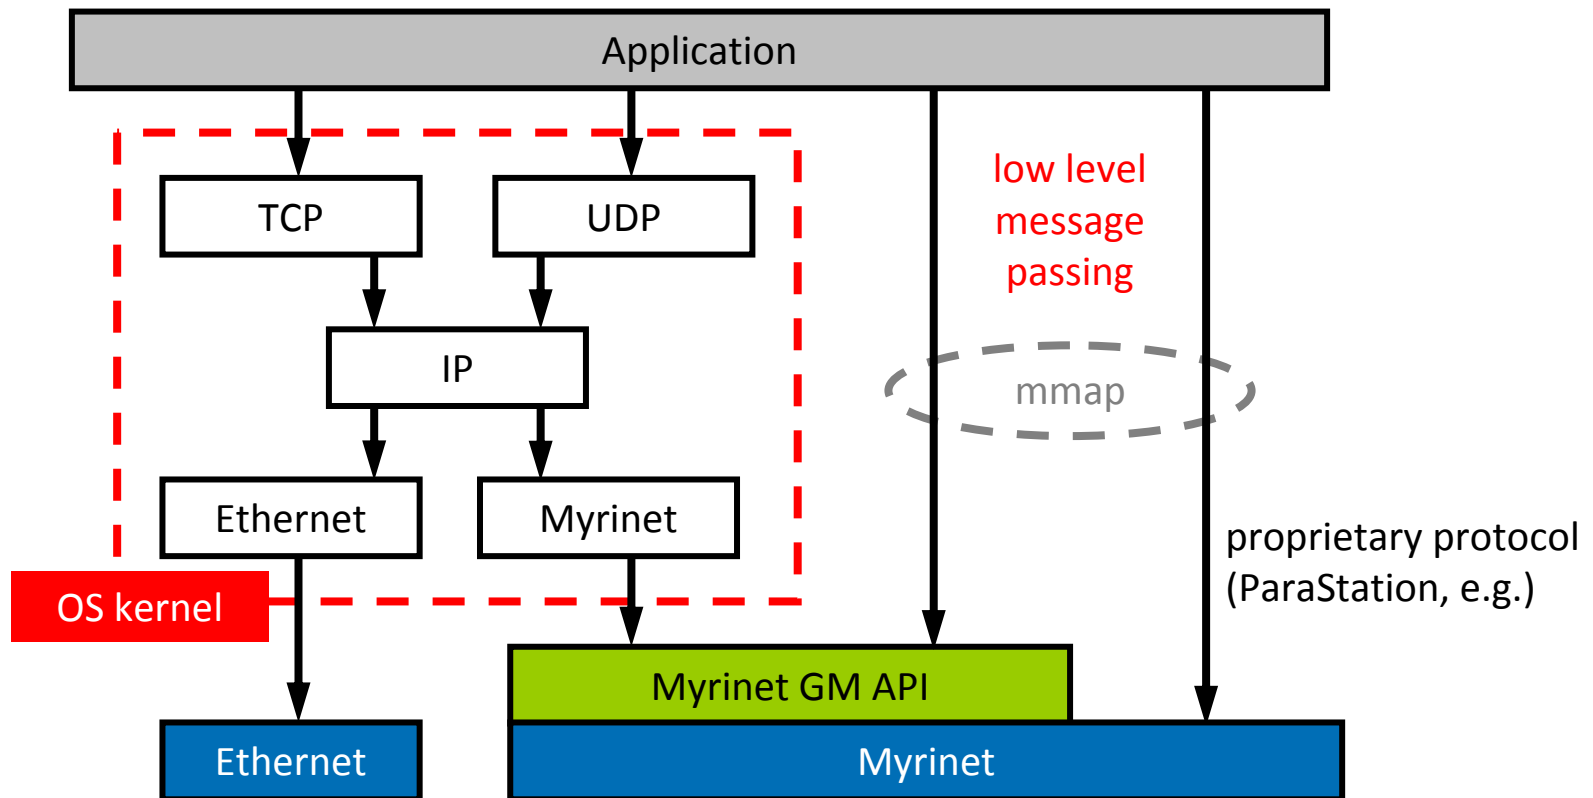 Application
low level
message
passing
TCP
UDP
IP
mmap
Ethernet
Myrinet
proprietary protocol
(ParaStation, e.g.)
OS kernel
Myrinet GM API
Ethernet
Myrinet